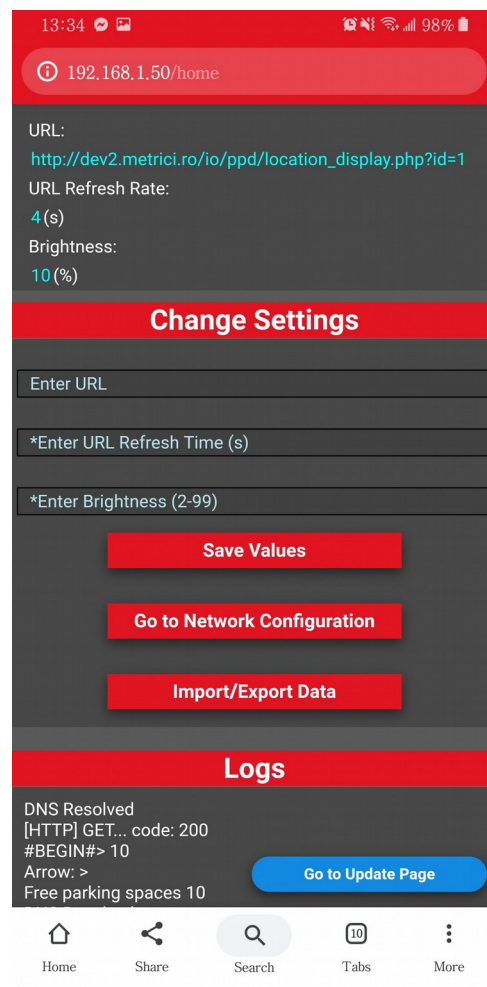 13:34
98%
192.168.1.50/home
URL:
http://dev2.metrici.ro/io/ppd/location_display.php?id=1
URL Refresh Rate:
4(s)
Brightness:
10(%)
Change Settings
Enter URL
*Enter URL Refresh Time (s)
*Enter Brightness (2-99)
Save Values
Go to Network Configuration
Import/Export Data
Logs
DNS Resolved
[HTTP] GET... code: 200
#BEGIN#> 10
Arrow: >
Free parking spaces 10
Go to Update Page
10
Home Share Search Tabs More